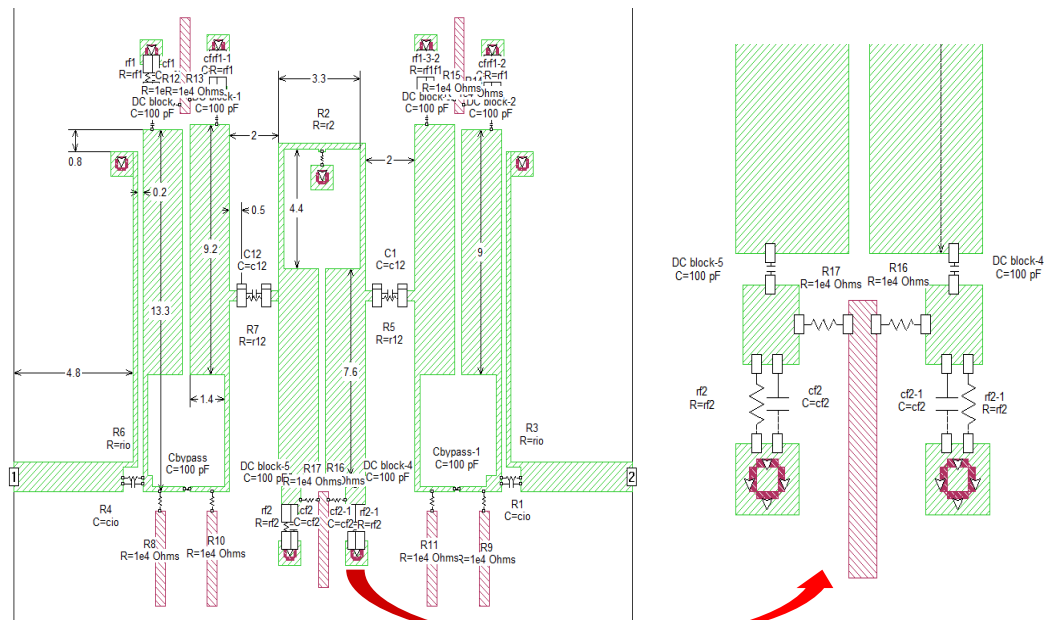 rf1
R=rf1
cf1
R12
R13
R=1e4 Ohms
cfrf1-1
C=rf1
DC block-1
C=100 pF
rf1-3-2
R=rf1
cfrf1-2
C=rf1
R15
DC block-2
C=100 pF
3.3
R2
R=r2
2
2
0.8
0.2
4.4
0.5
9.2
9
C12
C=c12
C1
C=c12
13.3
R7
R=r12
R5
R=r12
7.6
4.8
1.4
R6
R=rio
R3
R=rio
Cbypass
C=100 pF
Cbypass-1
C=100 pF
DC block-5
C=100 pF
R17
R16
R=1e4 Ohms
DC block-4
C=100 pF
1
2
R4
C=cio
R1
C=cio
rf2
R=rf2
cf2
C=cf2
cf2-1
C=cf2
rf2-1
R=rf2
R8
R=1e4 Ohms
R10
R=1e4 Ohms
R11
R=1e4 Ohms
R9
R=1e4 Ohms
DC block-5
C=100 pF
R17
R=1e4 Ohms
R16
R=1e4 Ohms
DC block-4
C=100 pF
rf2
R=rf2
cf2
C=cf2
cf2-1
C=cf2
rf2-1
R=rf2